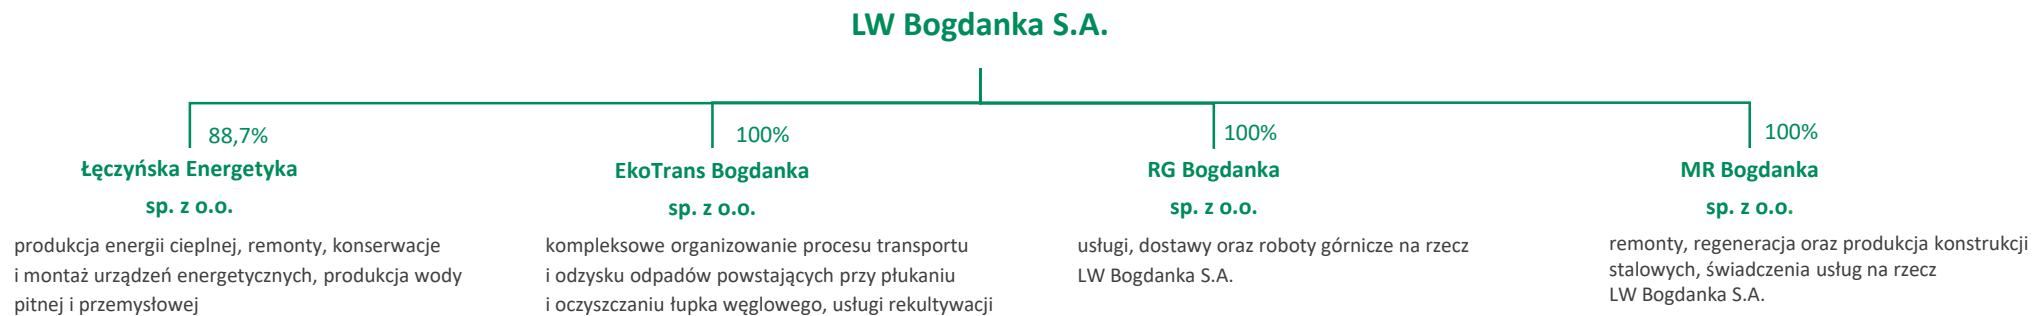 LW Bogdanka S.A.
88,7%
Łęczyńska Energetyka
sp. z o.o.
produkcja energii cieplnej, remonty, konserwacje
i montaż urządzeń energetycznych, produkcja wody
pitnej i przemysłowej
100%
EkoTrans Bogdanka
sp. z o.o.
kompleksowe organizowanie procesu transportu
i odzysku odpadów powstających przy płukaniu
i oczyszczaniu łupka węglowego, usługi rekultywacji
100%
RG Bogdanka
sp. z o.o.
usługi, dostawy oraz roboty górnicze na rzecz
LW Bogdanka S.A.
100%
MR Bogdanka
sp. z o.o.
remonty, regeneracja oraz produkcja konstrukcji
stalowych, świadczenia usług na rzecz
LW Bogdanka S.A.